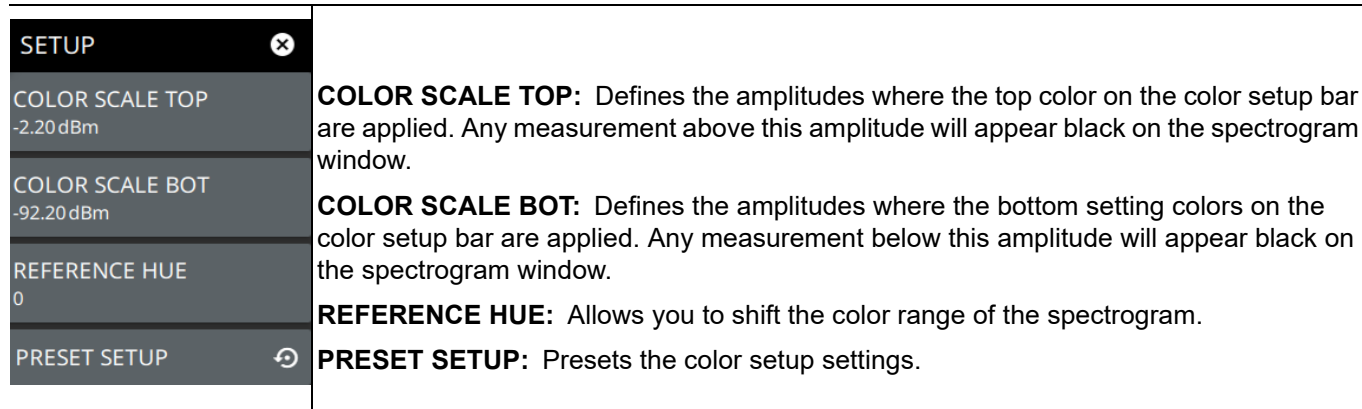 SETUP
COLOR SCALE TOP
-2.20 dBm
COLOR SCALE BOT
-92.20 dBm
REFERENCE HUE
0
PRESET SETUP
COLOR SCALE TOP: Defines the amplitudes where the top color on the color setup bar
are applied. Any measurement above this amplitude will appear black on the spectrogram
window.
COLOR SCALE BOT: Defines the amplitudes where the bottom setting colors on the
color setup bar are applied. Any measurement below this amplitude will appear black on
the spectrogram window.
REFERENCE HUE: Allows you to shift the color range of the spectrogram.
PRESET SETUP: Presets the color setup settings.